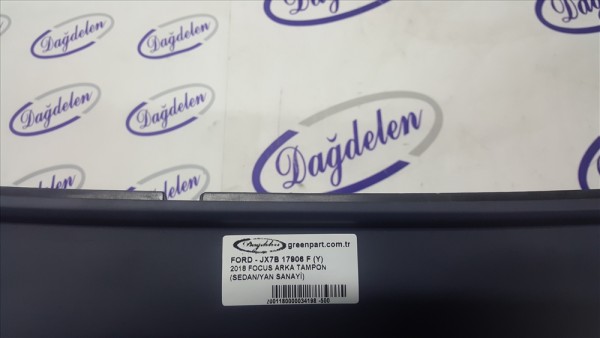 Dağdelen
Dağdelen
Dağdelen
Dağdelen
Dağdelen
Dağdelen
Dağdelen
Dağdelen greenpart.com.tr
FORD - JX7B 17906 F (Y)
2018 FOCUS ARKA TAMPON
(SEDAN/YAN SANAYİ)